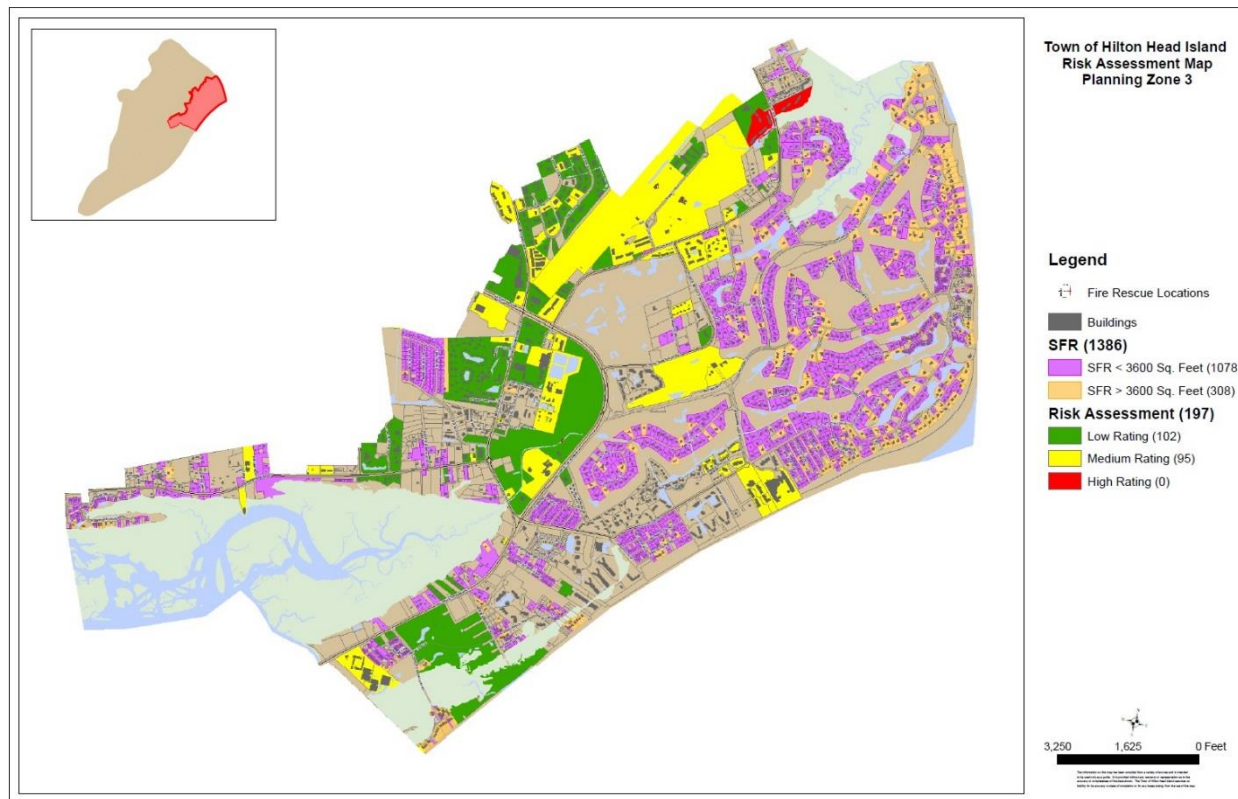 Town of Hilton Head Island
Risk Assessment Map
Planning Zone 3
Legend
Fire Rescue Locations
Buildings
SFR (1386)
SFR < 3600 Sq. Feet (1078
SFR > 3600 Sq. Feet (308)
Risk Assessment (197)
Low Rating (102)
Medium Rating (95)
High Rating (0)
3,250 1,625 0 Feet